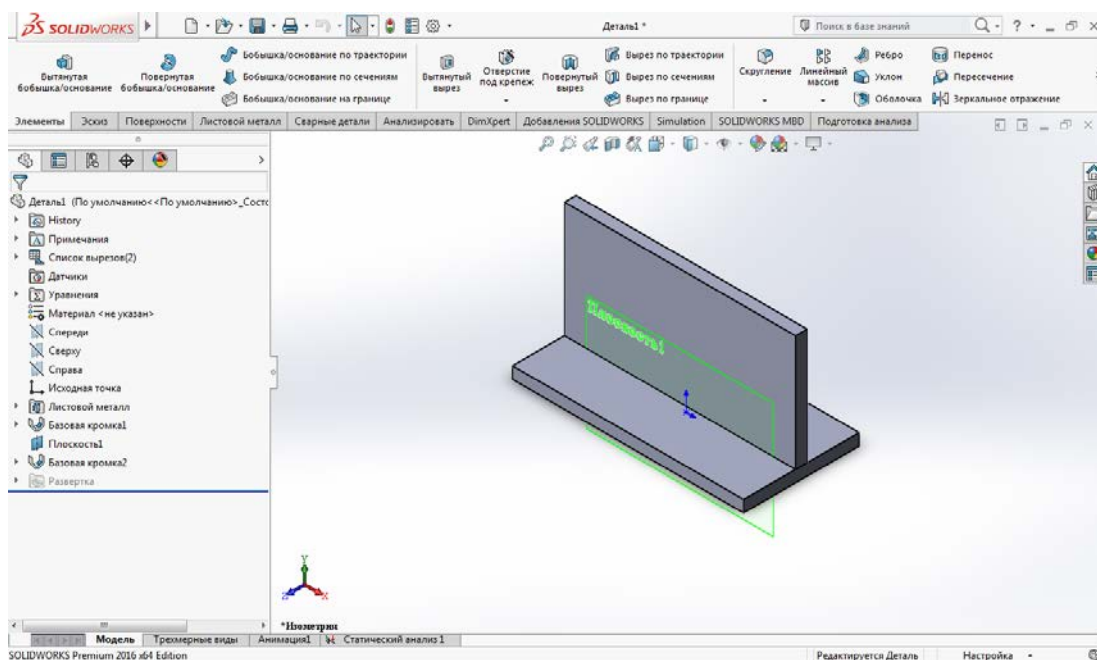 SOLIDWORKS
Деталь1 *
Поиск в базе знаний
?
Вытянутая бобышка/основание
Повернутая бобышка/основание
Бобышка/основание по траектории
Бобышка/основание по сечениям
Бобышка/основание на границе
Вытянутый вырез
Отверстие под крепеж
Повернутый вырез
Вырез по траектории
Вырез по сечениям
Вырез по границе
Скругление
Линейный массив
Ребро
Уклон
Оболочка
Перенос
Пересечение
Зеркальное отражение
Элементы Эскиз Поверхности Листовой металл Сварные детали Анализировать DimXpert Добавления SOLIDWORKS Simulation SOLIDWORKS MBD Подготовка анализа
Деталь1 (По умолчанию<<По умолчанию>_Состо
History
Примечания
Список вырезов(2)
Датчики
Уравнения
Материал <не указан>
Спереди
Сверху
Справа
Исходная точка
Листовой металл
Базовая кромка1
Плоскость1
Базовая кромка2
Развертка
Плоскость1
Y
Z
X
*Изометрия
Модель Трехмерные виды Анимация1 Статический анализ 1
SOLIDWORKS Premium 2016 x64 Edition
Редактируется Деталь
Настройка